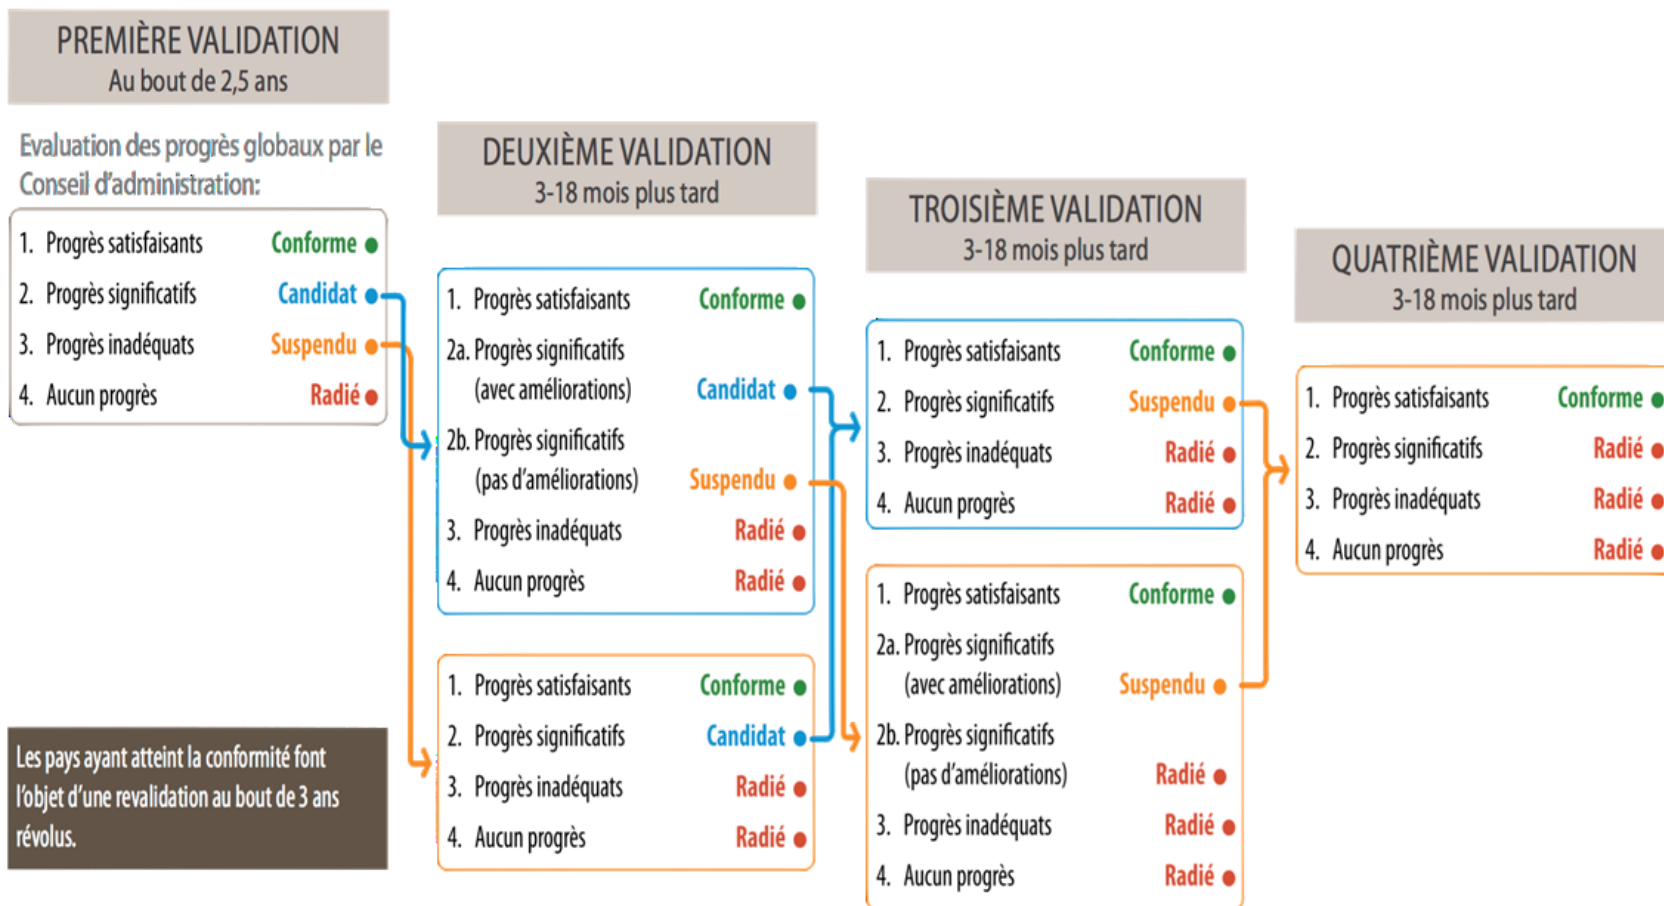 PREMIÈRE VALIDATION
Au bout de 2,5 ans
Evaluation des progrès globaux par le
Conseil d'administration:
1. Progrès satisfaisants Conforme
2. Progrès significatifs Candidat
3. Progrès inadéquats Suspendu
4. Aucun progrès Radié
Les pays ayant atteint la conformité font
l'objet d'une revalidation au bout de 3 ans
révolus.
DEUXIÈME VALIDATION
3-18 mois plus tard
1. Progrès satisfaisants Conforme
2a. Progrès significatifs
(avec améliorations) Candidat
2b. Progrès significatifs
(pas d'améliorations) Suspendu
3. Progrès inadéquats Radié
4. Aucun progrès Radié
1. Progrès satisfaisants Conforme
2. Progrès significatifs Candidat
3. Progrès inadéquats Radié
4. Aucun progrès Radié
TROISIÈME VALIDATION
3-18 mois plus tard
1. Progrès satisfaisants Conforme
2. Progrès significatifs Suspendu
3. Progrès inadéquats Radié
4. Aucun progrès Radié
1. Progrès satisfaisants Conforme
2a. Progrès significatifs
(avec améliorations) Suspendu
2b. Progrès significatifs
(pas d'améliorations) Radié
3. Progrès inadéquats Radié
4. Aucun progrès Radié
QUATRIÈME VALIDATION
3-18 mois plus tard
1. Progrès satisfaisants Conforme
2. Progrès significatifs Radié
3. Progrès inadéquats Radié
4. Aucun progrès Radié